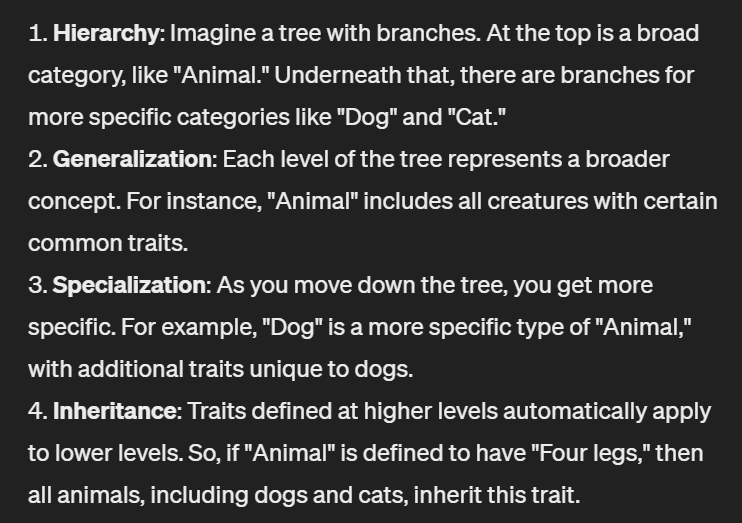 1. Hierarchy: Imagine a tree with branches. At the top is a broad
category, like "Animal." Underneath that, there are branches for
more specific categories like "Dog" and "Cat."
2. Generalization: Each level of the tree represents a broader
concept. For instance, "Animal" includes all creatures with certain
common traits.
3. Specialization: As you move down the tree, you get more
specific. For example, "Dog" is a more specific type of "Animal,"
with additional traits unique to dogs.
4. Inheritance: Traits defined at higher levels automatically apply
to lower levels. So, if "Animal" is defined to have "Four legs," then
all animals, including dogs and cats, inherit this trait.